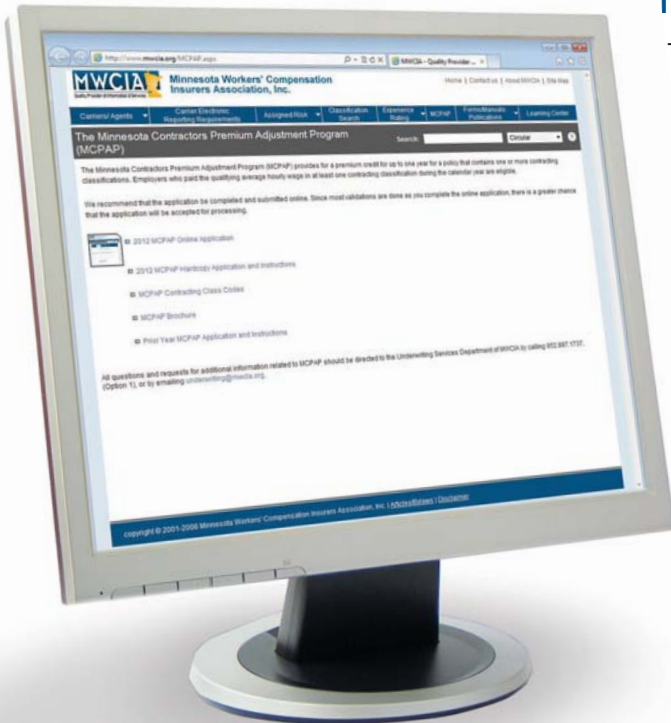 http://www.mwcia.org/MCPAP.aspx
MWCIA - Quality Provider ...
MWCIA
Quality Provider of Informational Services
Minnesota Workers' Compensation
Insurers Association, Inc.
Home | Contact us | About MWCIA | Site Map
Carriers/ Agents
Carrier Electronic
Reporting Requirements
Assigned Risk
Classification
Search
Experience
Rating
MCPAP
Forms/Manuals
Publications
Learning Center
The Minnesota Contractors Premium Adjustment Program
(MCPAP)
Search:
Circular
The Minnesota Contractors Premium Adjustment Program (MCPAP) provides for a premium credit for up to one year for a policy that contains one or more contracting
classifications. Employers who paid the qualifying average hourly wage in at least one contracting classification during the calendar year are eligible.
We recommend that the application be completed and submitted online. Since most validations are done as you complete the online application, there is a greater chance
that the application will be accepted for processing.
2012 MCPAP Online Application
2012 MCPAP Hardcopy Application and Instructions
MCPAP Contracting Class Codes
MCPAP Brochure
Prior Year MCPAP Application and Instructions
All questions and requests for additional information related to MCPAP should be directed to the Underwriting Services Department of MWCIA by calling 952.897.1737,
(Option 1), or by emailing underwriting@mwcia.org.
copyright © 2001-2008 Minnesota Workers' Compensation Insurers Association, Inc. | Articles/Bylaws | Disclaimer